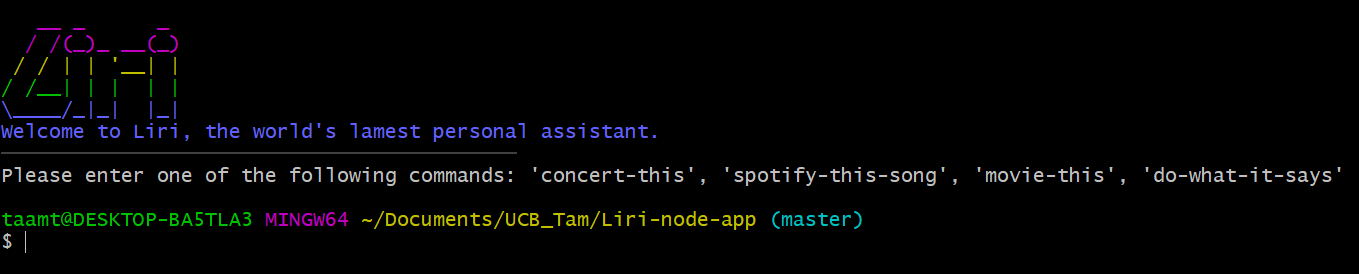 Liri
Welcome to Liri, the world's lamest personal assistant.
Please enter one of the following commands: 'concert-this', 'spotify-this-song', 'movie-this', 'do-what-it-says'
taamt@DESKTOP-BA5TLA3 MINGW64 ~/Documents/UCB_Tam/Liri-node-app (master)
$